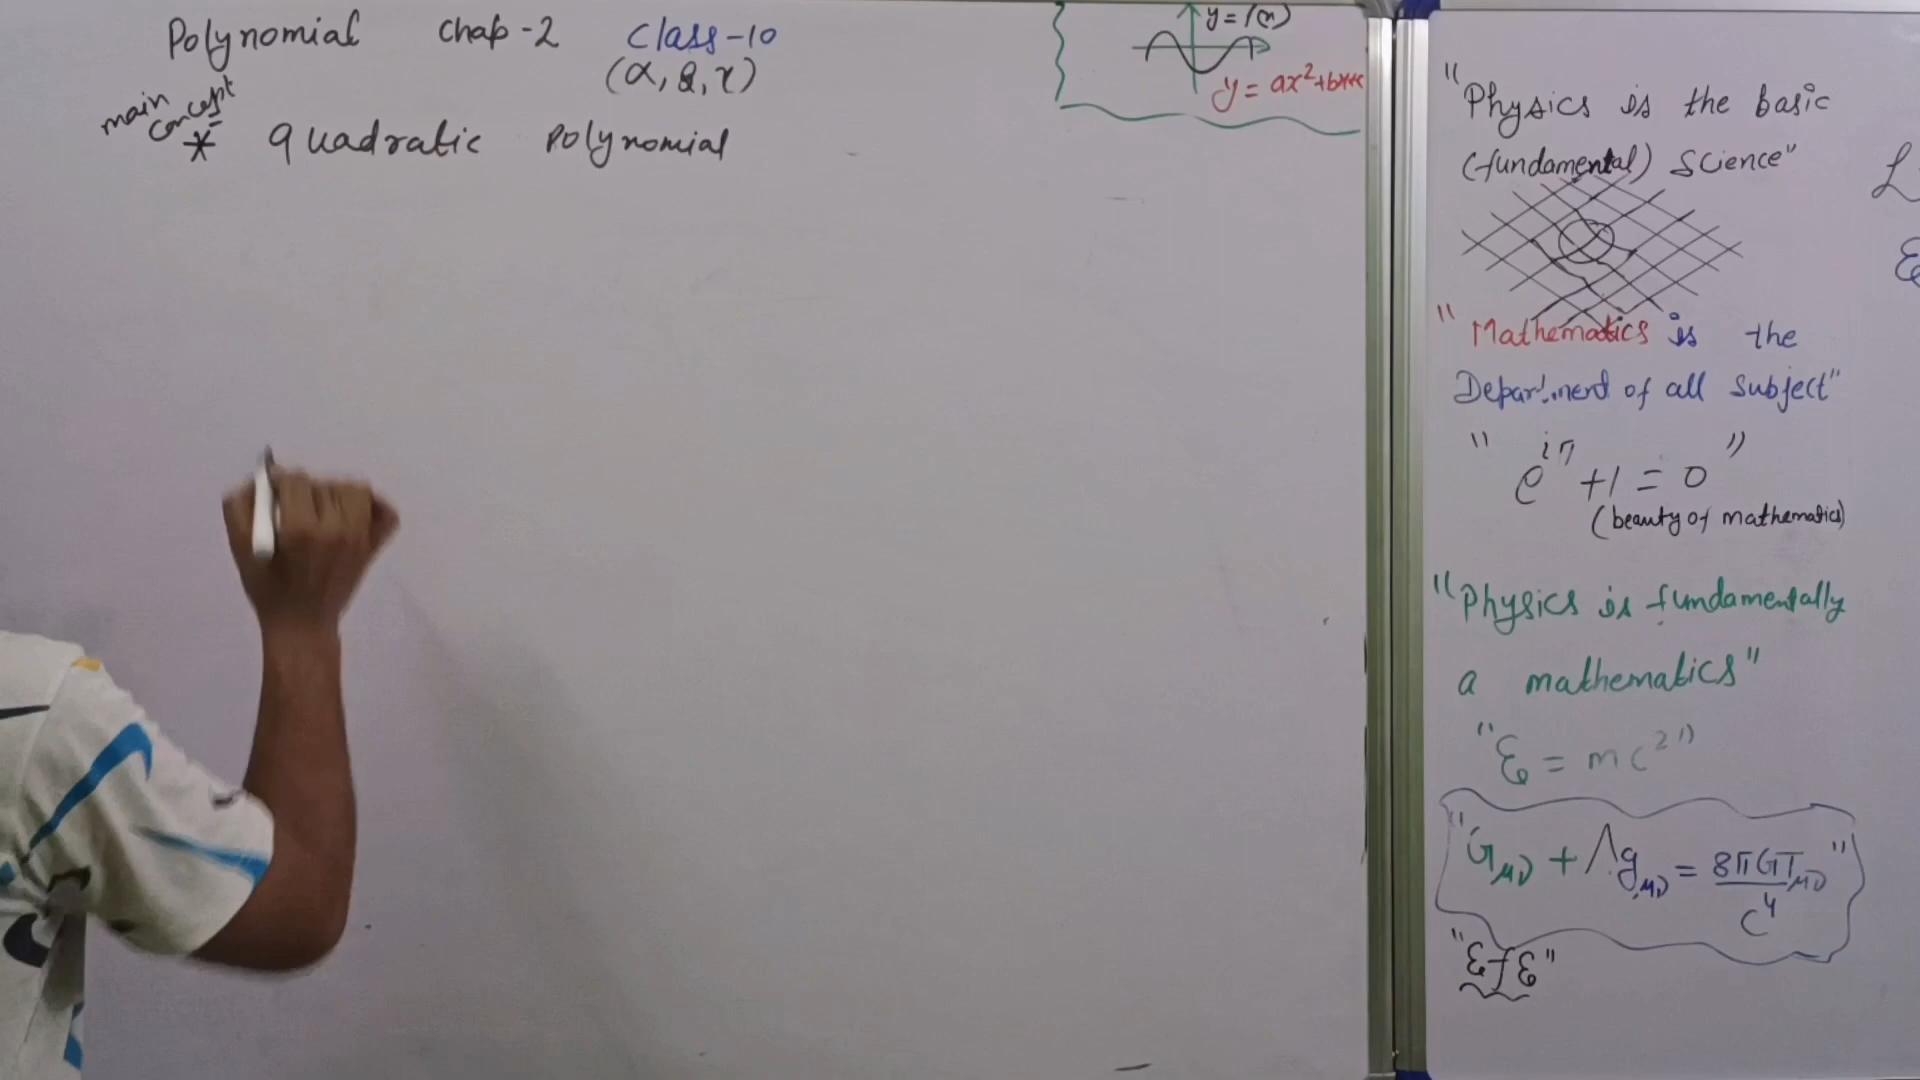 Polynomial Chap-2 Class-10
(α, β, γ)
main concept
* quadratic polynomial
y=f(x)
y = ax²+bx+c
"Physics is the basic
(fundamental) Science"
"Mathematics is the
Department of all subject"
"e^iπ +1 = 0"
(beauty of mathematics)
"Physics is fundamentally
a mathematics"
"E = mc²"
"Gμν + Λgμν = 8πGTμν / c⁴"
"EfE"